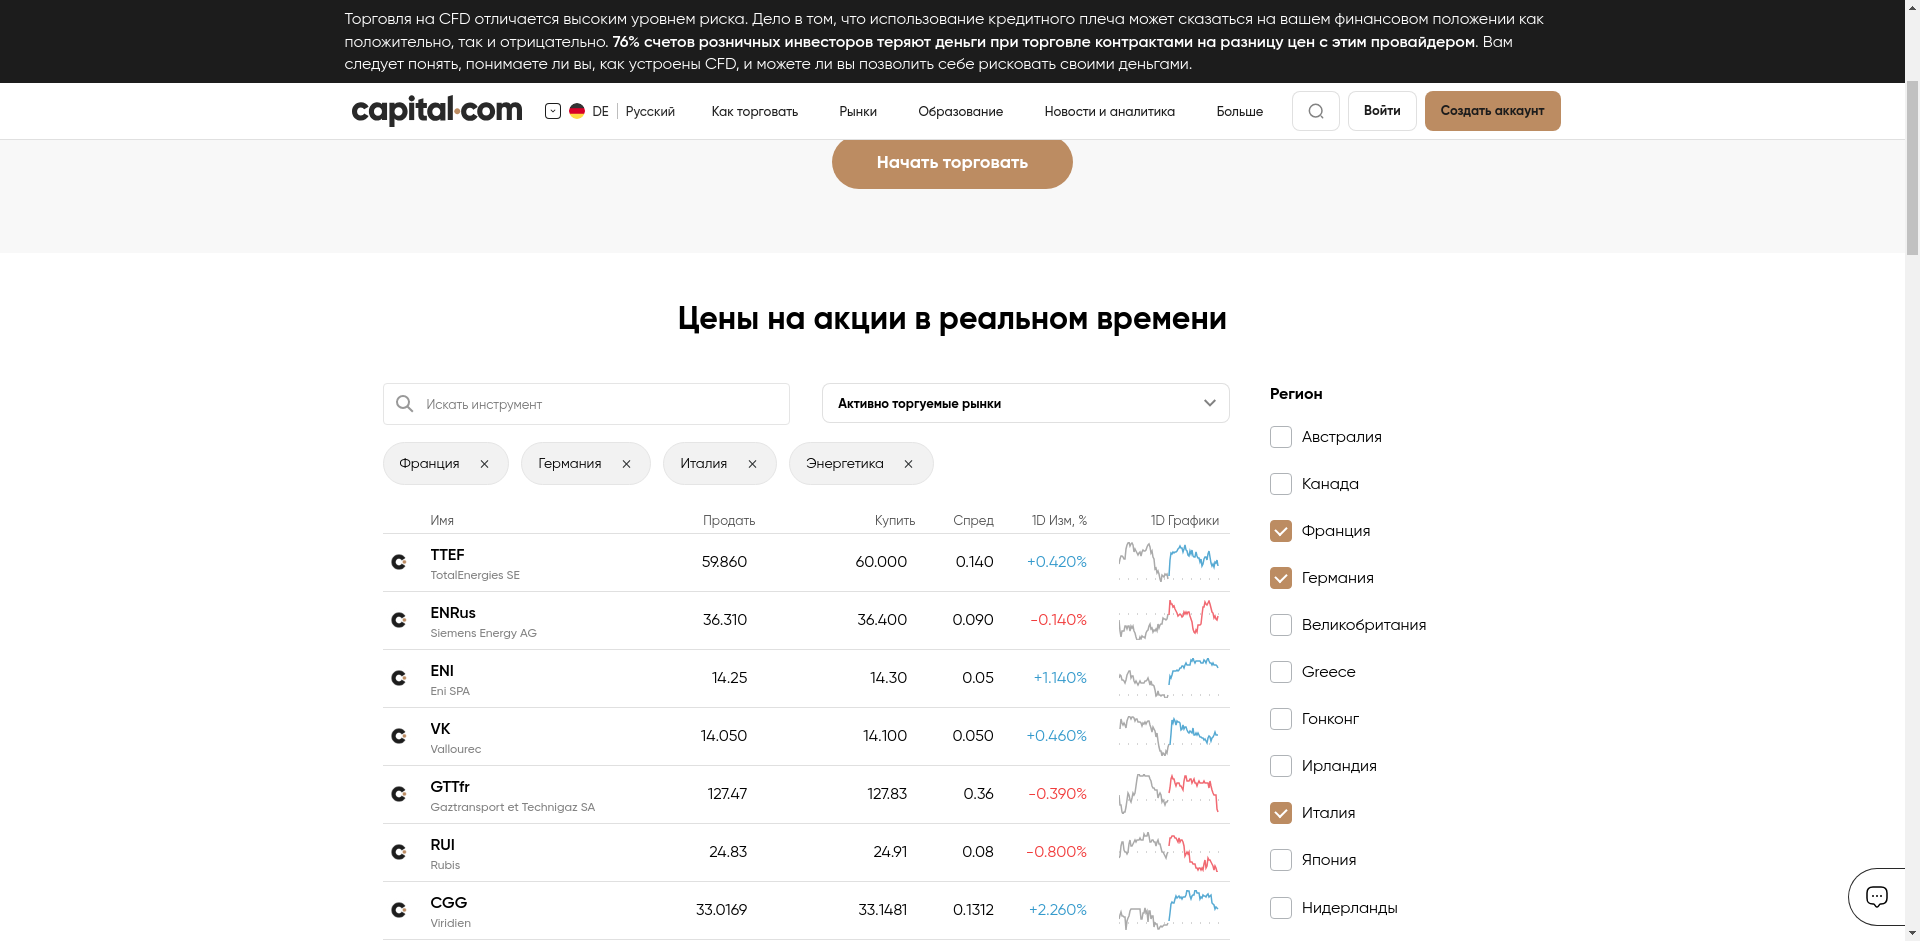 Торговля на CFD отличается высоким уровнем риска. Дело в том, что использование кредитного плеча может сказаться на вашем финансовом положении как
положительно, так и отрицательно. 76% счетов розничных инвесторов теряют деньги при торговле контрактами на разницу цен с этим провайдером. Вам
следует понять, понимаете ли вы, как устроены CFD, и можете ли вы позволить себе рисковать своими деньгами.
capital.com DE Русский Как торговать Рынки Образование Новости и аналитика Больше Войти Создать аккаунт
Начать торговать
Цены на акции в реальном времени
Искать инструмент
Активно торгуемые рынки
Франция Германия Италия Энергетика
Имя Продать Купить Спред 1D Изм, % 1D Графики
TTEF 59.860 60.000 0.140 +0.420%
TotalEnergies SE
ENRus 36.310 36.400 0.090 -0.140%
Siemens Energy AG
ENI 14.25 14.30 0.05 +1.140%
Eni SPA
VK 14.050 14.100 0.050 +0.460%
Vallourec
GTTfr 127.47 127.83 0.36 -0.390%
Gaztransport et Technigaz SA
RUI 24.83 24.91 0.08 -0.800%
Rubis
CGG 33.0169 33.1481 0.1312 +2.260%
Viridien
Регион
Австралия
Канада
Франция
Германия
Великобритания
Greece
Гонконг
Ирландия
Италия
Япония
Нидерланды